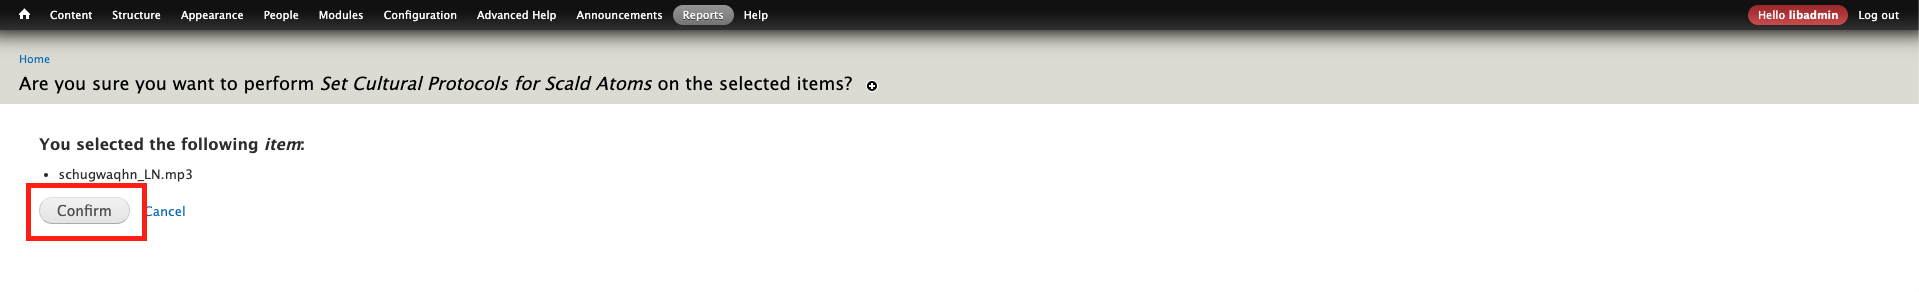 Content Structure Appearance People Modules Configuration Advanced Help Announcements Reports Help Hello libadmin Log out
Home
Are you sure you want to perform Set Cultural Protocols for Scald Atoms on the selected items?
You selected the following item:
• schugwaqhn_LN.mp3
Confirm Cancel